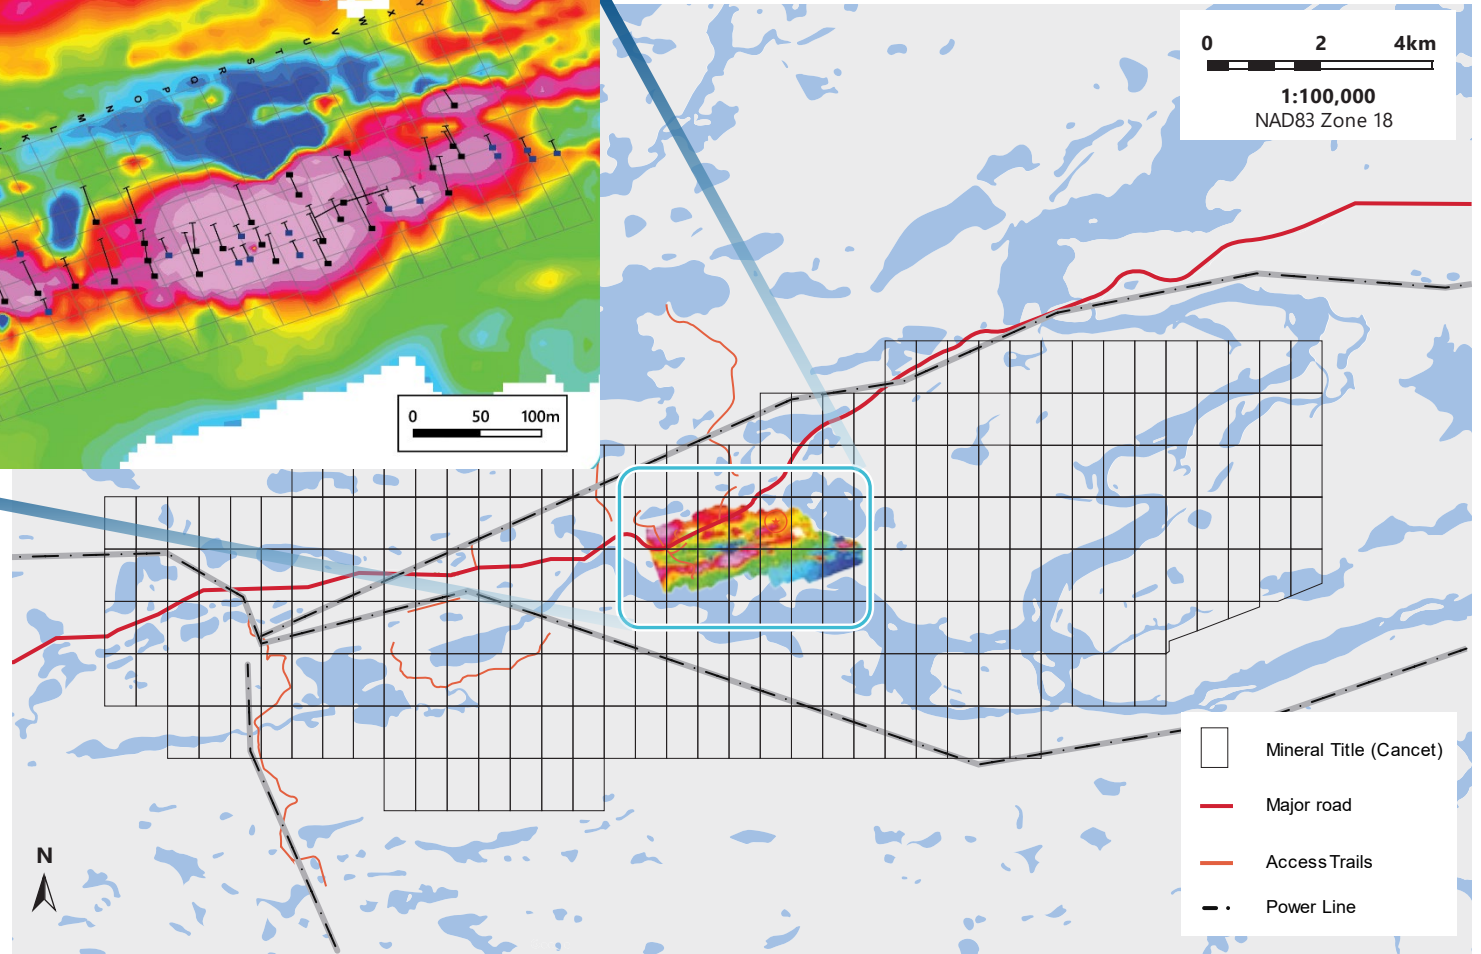 K L M N O P Q R S T U V W X Y
0 2 4km
1:100,000
NAD83 Zone 18
0 50 100m
Mineral Title (Cancet)
Major road
Access Trails
Power Line
N